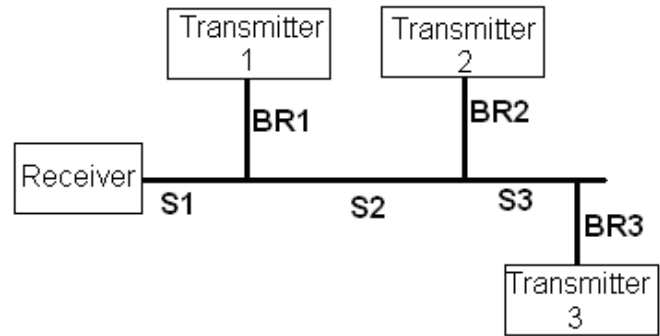 Transmitter
1
Transmitter
2
BR1
BR2
Receiver
S1
S2
S3
BR3
Transmitter
3